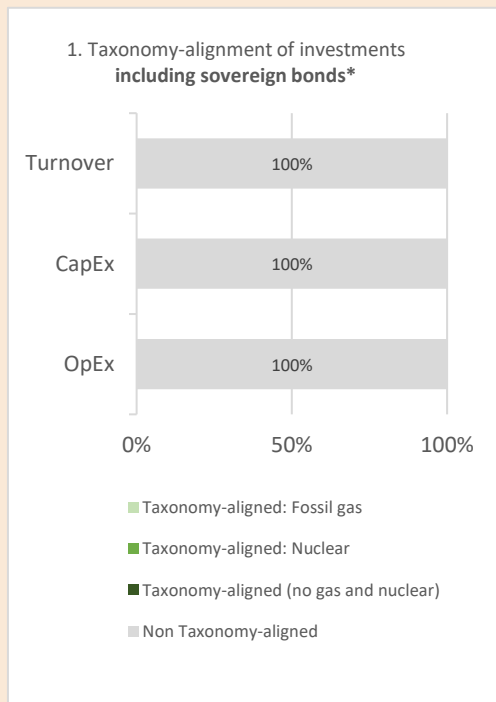 1. Taxonomy-alignment of investments
including sovereign bonds*
Turnover
100%
CapEx
100%
OpEx
100%
0%
50%
100%
Taxonomy-aligned: Fossil gas
Taxonomy-aligned: Nuclear
Taxonomy-aligned (no gas and nuclear)
Non Taxonomy-aligned